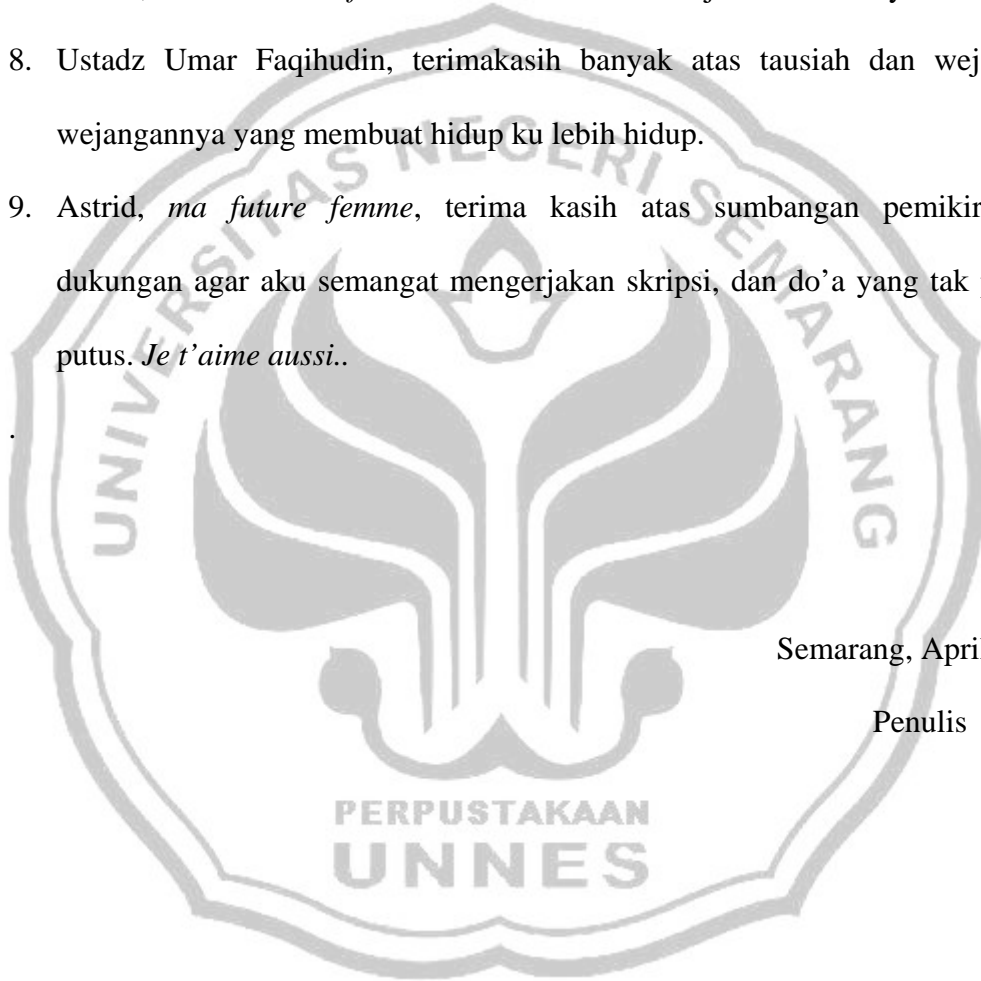 8. Ustadz Umar Faqihudin, terimakasih banyak atas tausiah dan wej
wejangannya yang membuat hidup ku lebih hidup.
9. Astrid, ma future femme, terima kasih atas sumbangan pemikir
dukungan agar aku semangat mengerjakan skripsi, dan do’a yang tak
putus. Je t’aime aussi..
.
Semarang, April
Penulis
UNIVERSITAS NEGERI SEMARANG
PERPUSTAKAAN
UNNES